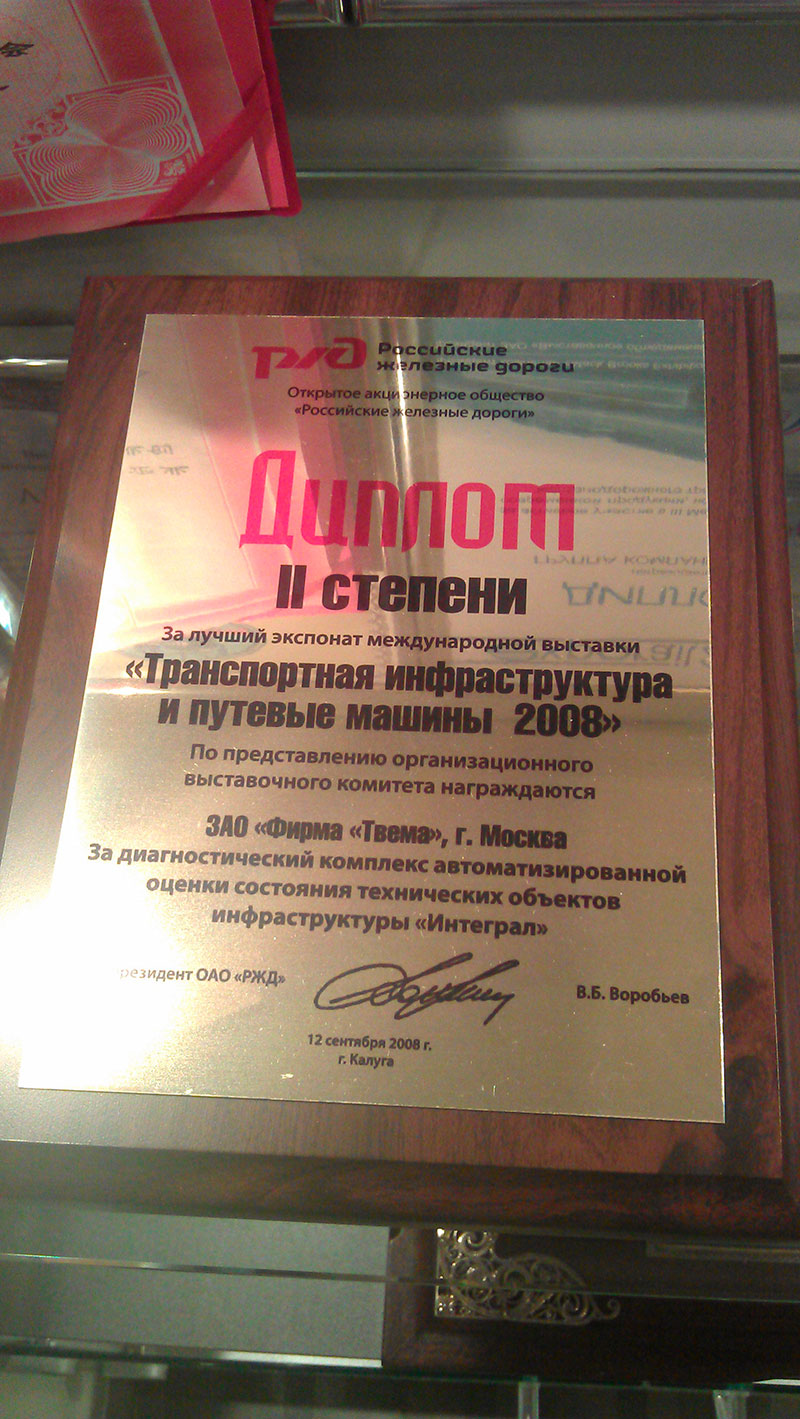 ржд Российские
железные дороги
Открытое акционерное общество
«Российские железные дороги»
Диплом
II степени
За лучший экспонат международной выставки
«Транспортная инфраструктура
и путевые машины 2008»
По представлению организационного
выставочного комитета награждаются
ЗАО «Фирма «Твема», г. Москва
За диагностический комплекс автоматизированной
оценки состояния технических объектов
инфраструктуры «Интеграл»
резидент ОАО «РЖД»
В.Б. Воробьев
12 сентября 2008 г.
г. Калуга